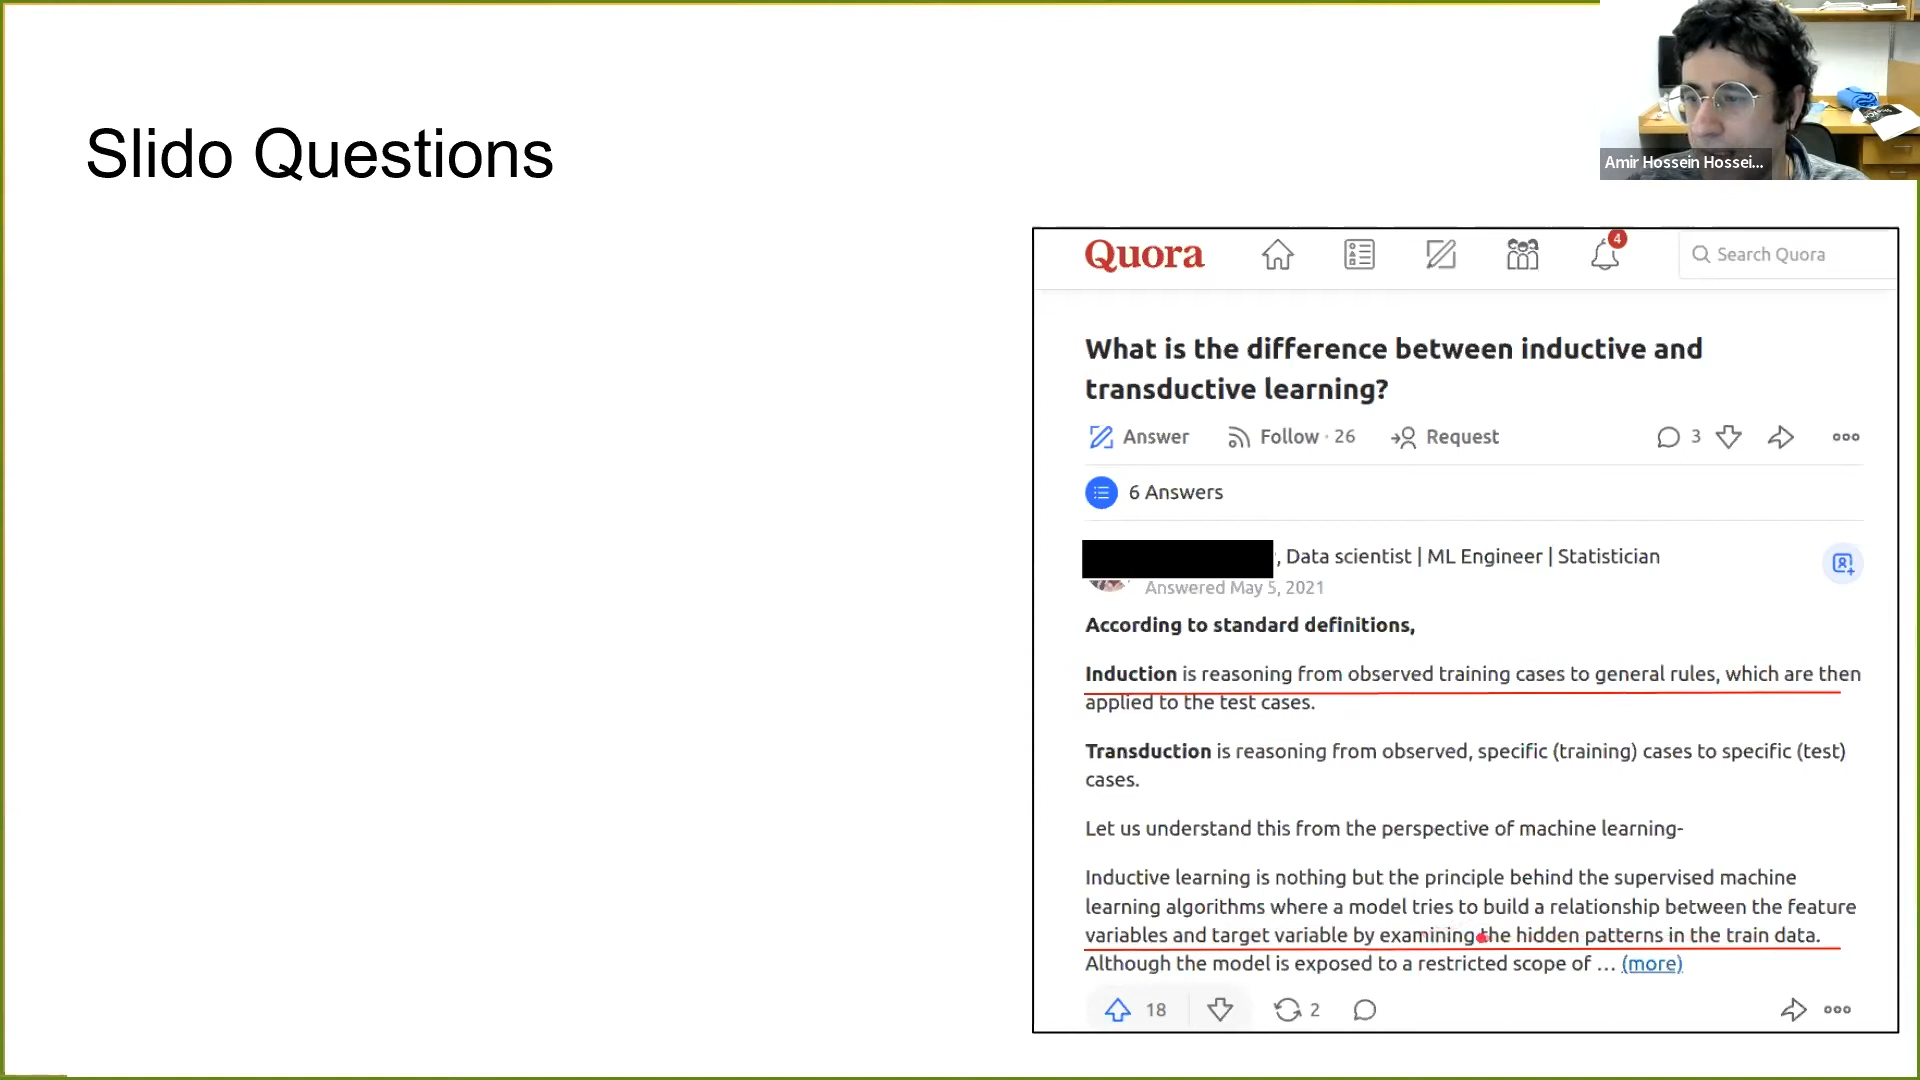 Slido Questions
Amir Hossein Hossei...
Quora
4
Search Quora
What is the difference between inductive and
transductive learning?
Answer
Follow · 26
Request
3
6 Answers
, Data scientist | ML Engineer | Statistician
Answered May 5, 2021
According to standard definitions,
Induction is reasoning from observed training cases to general rules, which are then
applied to the test cases.
Transduction is reasoning from observed, specific (training) cases to specific (test)
cases.
Let us understand this from the perspective of machine learning-
Inductive learning is nothing but the principle behind the supervised machine
learning algorithms where a model tries to build a relationship between the feature
variables and target variable by examining the hidden patterns in the train data.
Although the model is exposed to a restricted scope of … (more)
18
2